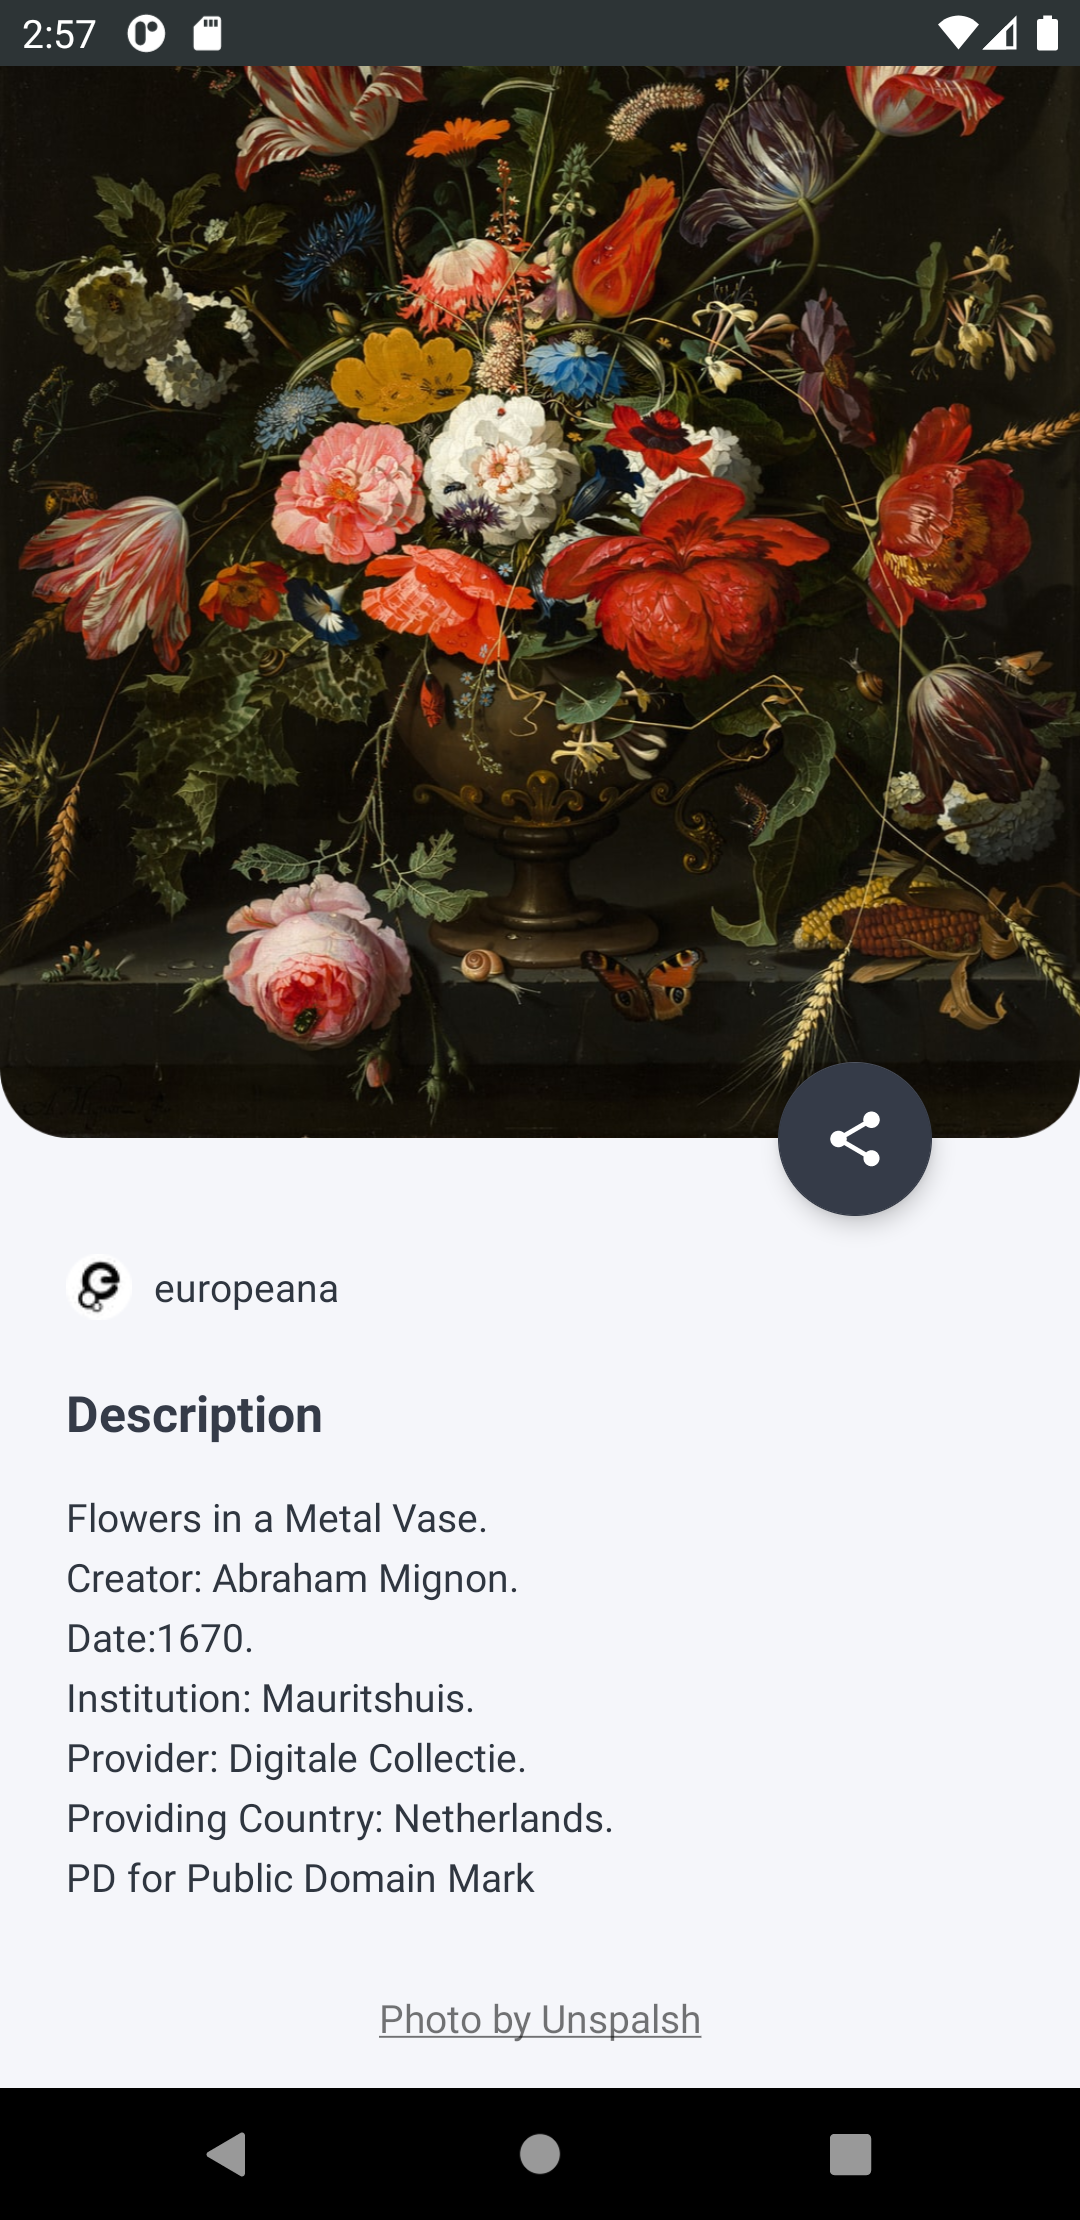 2:57
europeana
Description
Flowers in a Metal Vase.
Creator: Abraham Mignon.
Date:1670.
Institution: Mauritshuis.
Provider: Digitale Collectie.
Providing Country: Netherlands.
PD for Public Domain Mark
Photo by Unspalsh